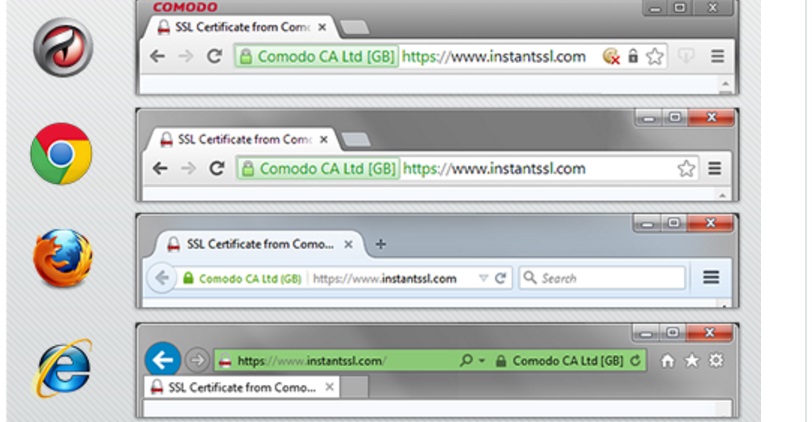 COMODO
SSL Certificate from Como
Comodo CA Ltd [GB] https://www.instantssl.com
SSL Certificate from Como
Comodo CA Ltd [GB] https://www.instantssl.com
SSL Certificate from Como...
Comodo CA Ltd (GB) https://www.instantssl.com Search
https://www.instantssl.com/ Comodo CA Ltd [GB]
SSL Certificate from Como...